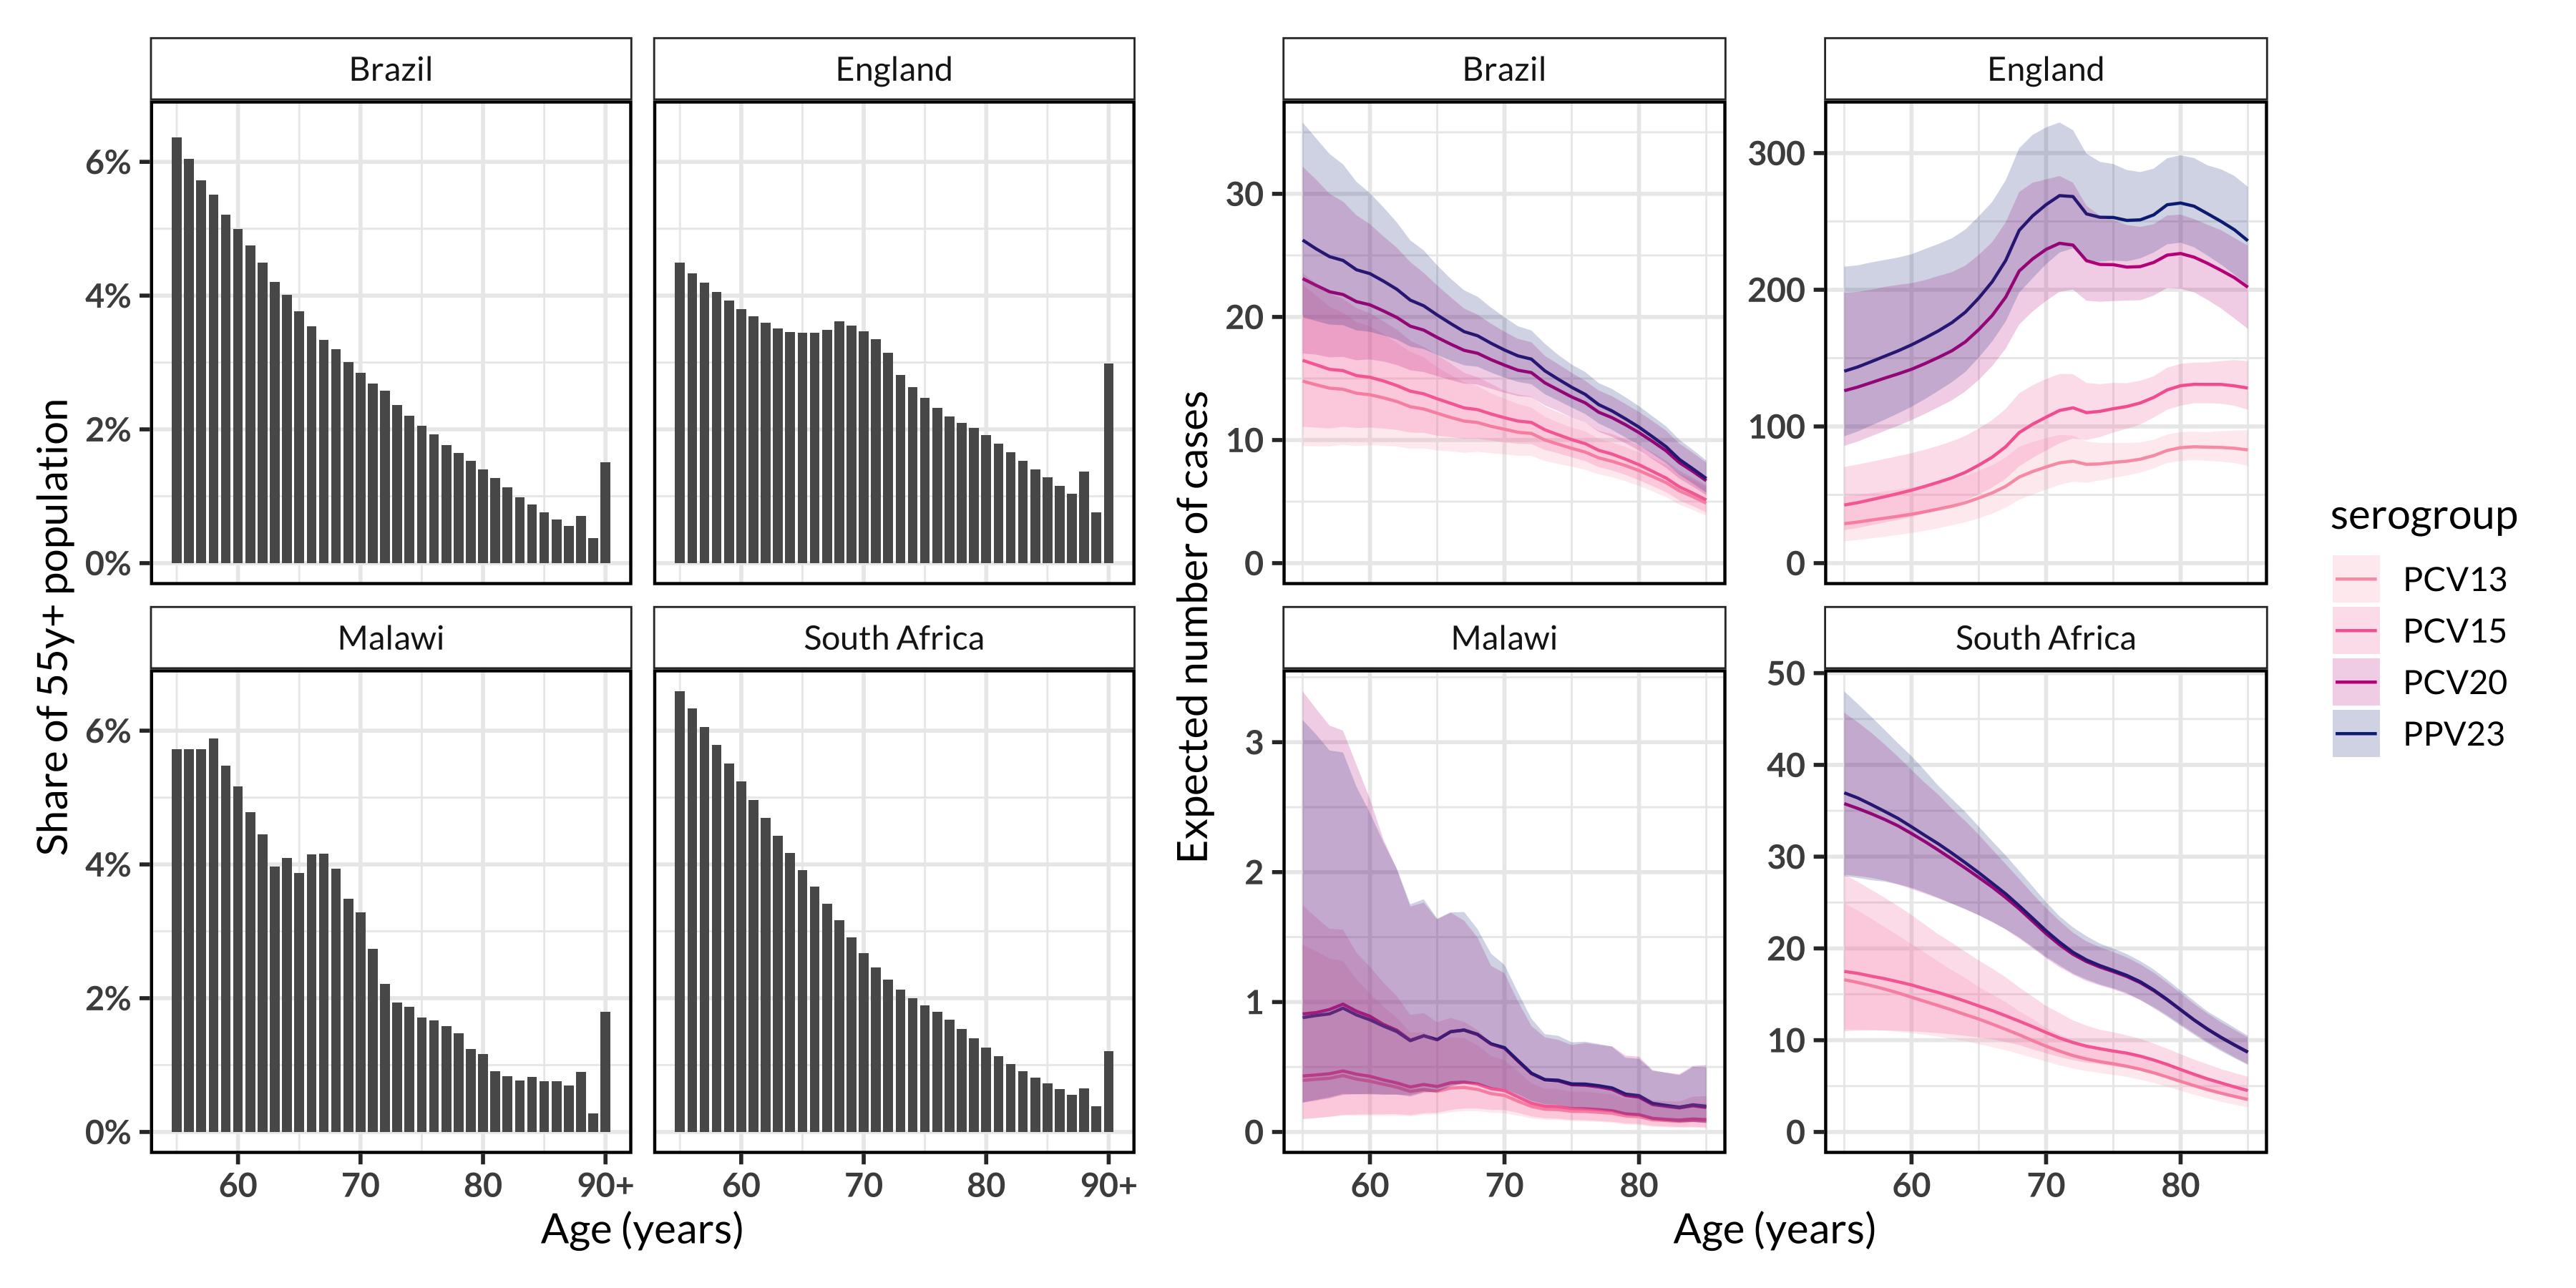 Brazil
England
6%
4%
2%
0%
Malawi
South Africa
6%
4%
2%
0%
60
70
80
90+
60
70
80
90+
Share of 55y+ population
Age (years)
Brazil
England
30
20
10
0
300
200
100
0
Malawi
South Africa
3
2
1
0
50
40
30
20
10
0
60
70
80
60
70
80
Expected number of cases
Age (years)
serogroup
PCV13
PCV15
PCV20
PPV23